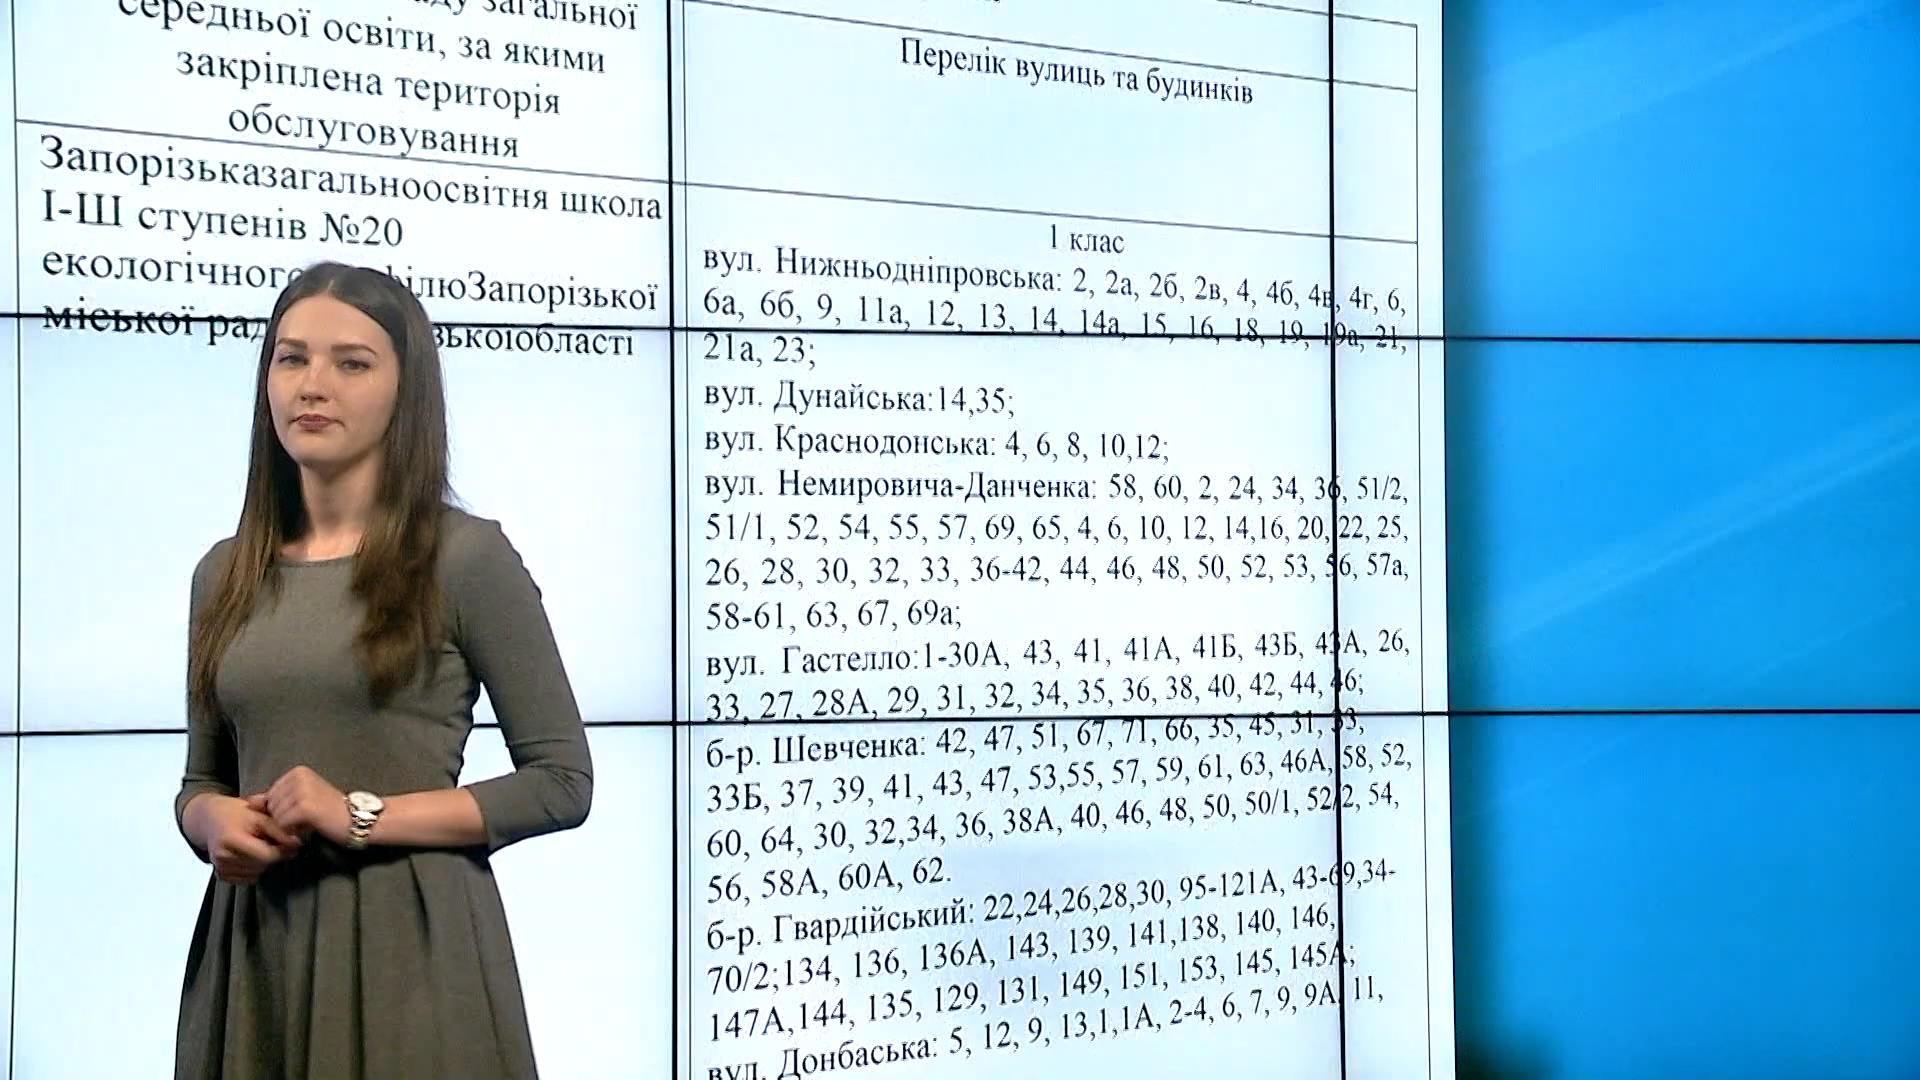 загальної
середньої освіти, за якими
закріплена територія
обслуговування
Запорізьказагальноосвітня школа
І-ІІІ ступенів №20
екологічного ілюЗапорізької
міської рад зькоїобласті
Перелік вулиць та будинків
1 клас
вул. Нижньодніпровська: 2, 2а, 2б, 2в, 4, 4б, 4в, 4г, 6,
6а, 6б, 9, 11а, 12, 13, 14, 14а, 15, 16, 18, 19, 19а, 21,
21а, 23;
вул. Дунайська:14,35;
вул. Краснодонська: 4, 6, 8, 10,12;
вул. Немировича-Данченка: 58, 60, 2, 24, 34, 36, 51/2,
51/1, 52, 54, 55, 57, 69, 65, 4, 6, 10, 12, 14,16, 20, 22, 25,
26, 28, 30, 32, 33, 36-42, 44, 46, 48, 50, 52, 53, 56, 57а,
58-61, 63, 67, 69а;
вул. Гастелло:1-30А, 43, 41, 41А, 41Б, 43Б, 43А, 26,
33, 27, 28А, 29, 31, 32, 34, 35, 36, 38, 40, 42, 44, 46;
б-р. Шевченка: 42, 47, 51, 67, 71, 66, 35, 45, 31, 33,
33Б, 37, 39, 41, 43, 47, 53,55, 57, 59, 61, 63, 46А, 58, 52,
60, 64, 30, 32,34, 36, 38А, 40, 46, 48, 50, 50/1, 52/2, 54,
56, 58А, 60А, 62.
б-р. Гвардійський: 22,24,26,28,30, 95-121А, 43-69,34-
70/2;134, 136, 136А, 143, 139, 141,138, 140, 146,
147А,144, 135, 129, 131, 149, 151, 153, 145, 145А;
вул. Донбаська: 5, 12, 9, 13,1,1А, 2-4, 6, 7, 9, 9А, 11,